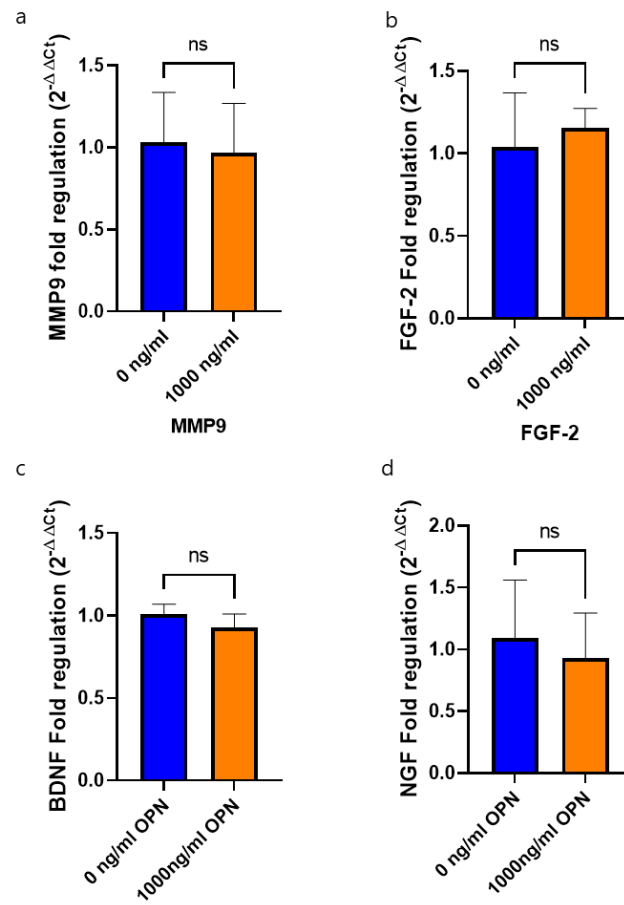 a
ns
MMP9 fold regulation (2-Δ ΔCt)
1.5
1.0
0.5
0.0
0 ng/ml
1000 ng/ml
MMP9
b
ns
FGF-2 Fold regulation (2-Δ ΔCt)
1.5
1.0
0.5
0.0
0 ng/ml
1000 ng/ml
FGF-2
c
ns
BDNF Fold regulation (2-Δ ΔCt)
1.5
1.0
0.5
0.0
0 ng/ml OPN
1000ng/ml OPN
d
ns
NGF Fold regulation (2-Δ ΔCt)
2.0
1.5
1.0
0.5
0.0
0 ng/ml OPN
1000ng/ml OPN